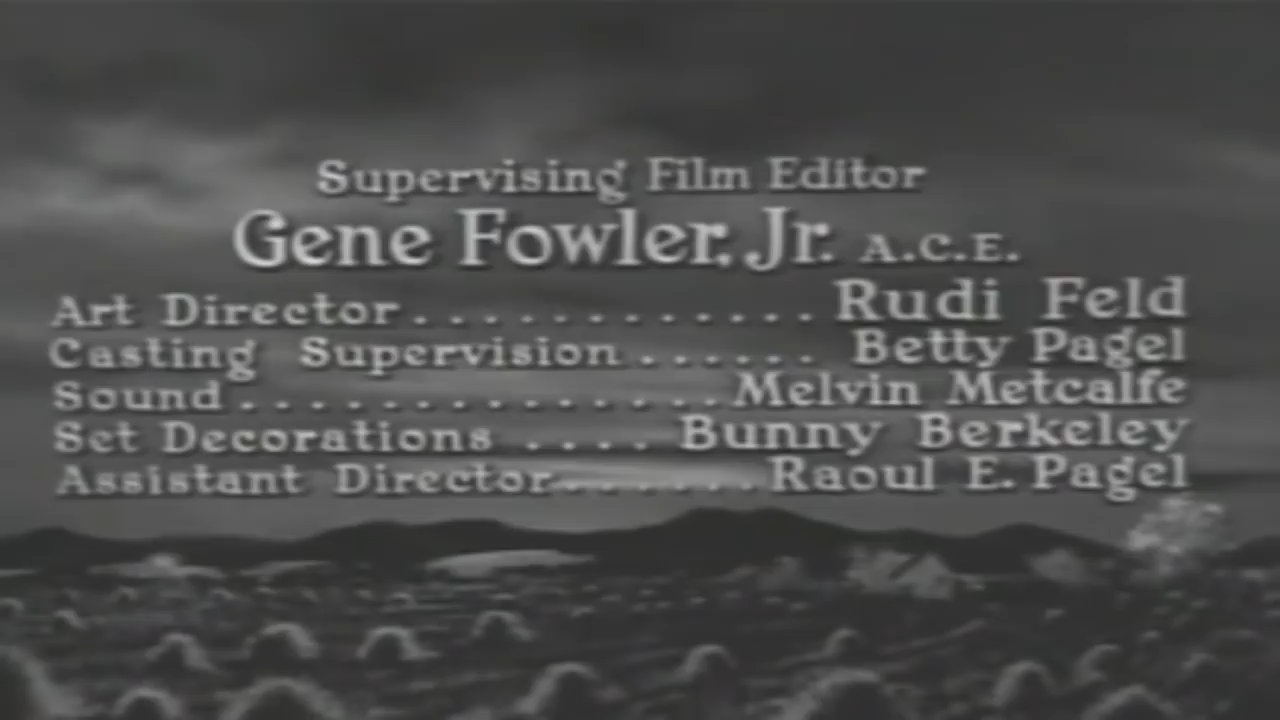 Supervising Film Editor
Gene Fowler, Jr. A.C.E.
Art Director............. Rudi Feld
Casting Supervision...... Betty Pagel
Sound............... Melvin Metcalfe
Set Decorations .... Bunny Berkeley
Assistant Director....... Raoul E. Pagel